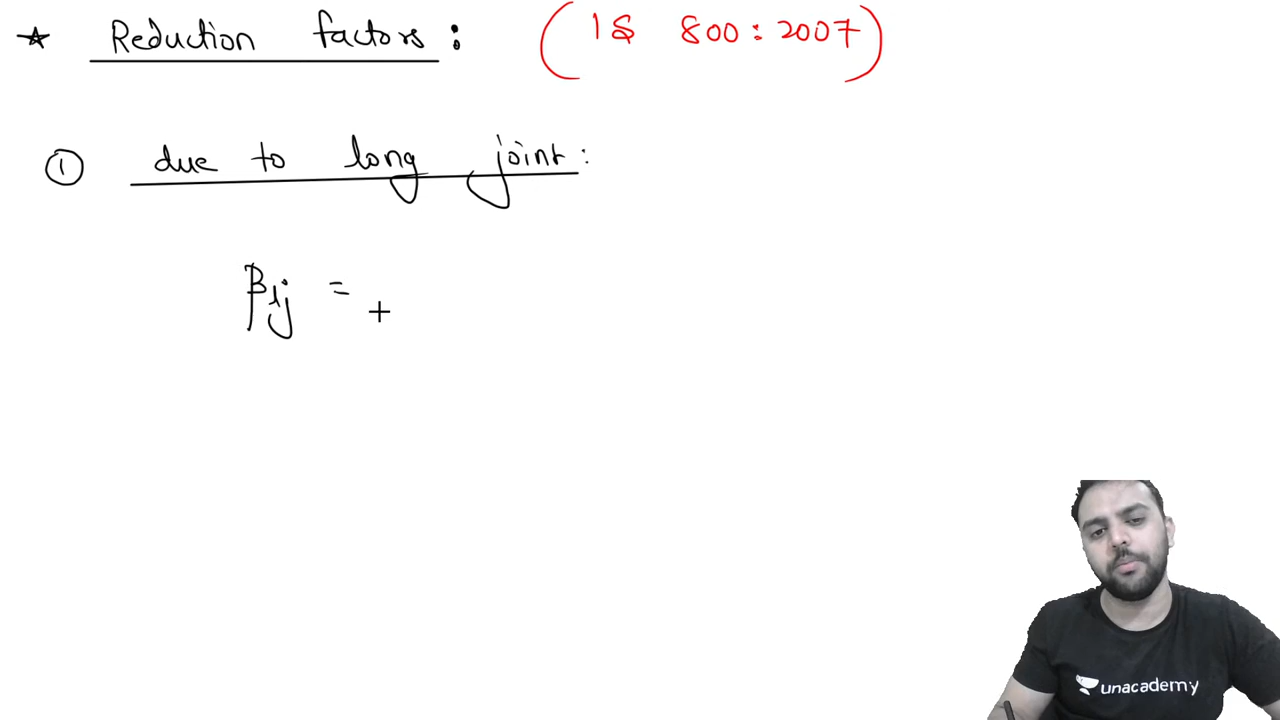 ★ Reduction factors : (IS 800 : 2007)
① due to long joint :
βlj =
unacademy